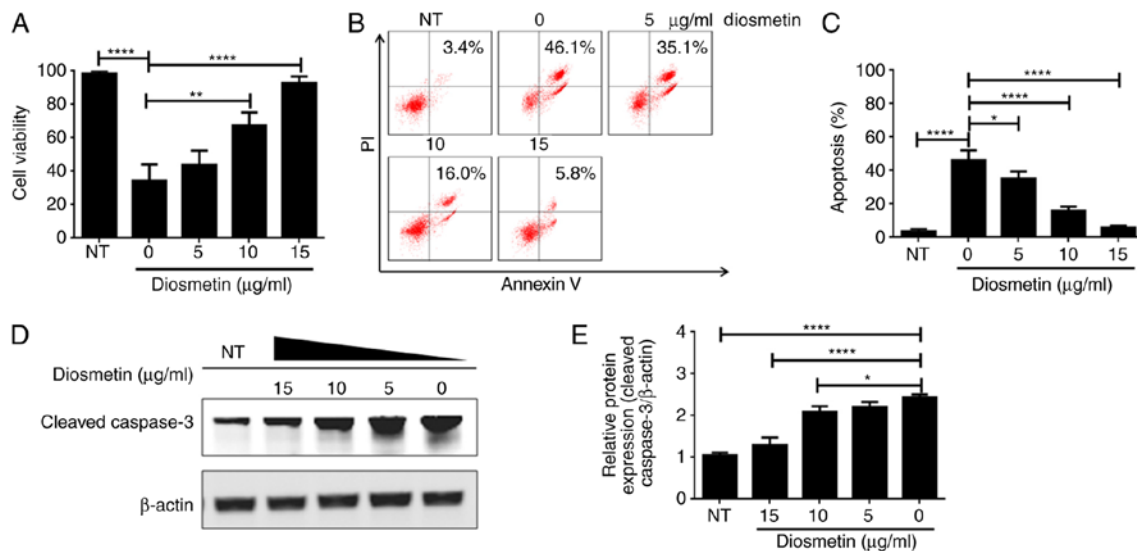 A
****
****
**
100
80
60
40
20
0
Cell viability
NT 0 5 10 15
Diosmetin (μg/ml)
B
NT 0 5 μg/ml diosmetin
3.4% 46.1% 35.1%
10 15
16.0% 5.8%
PI
Annexin V
C
****
****
****
*
100
80
60
40
20
0
Apoptosis (%)
NT 0 5 10 15
Diosmetin (μg/ml)
D
NT
Diosmetin (μg/ml)
15 10 5 0
Cleaved caspase-3
β-actin
E
****
****
*
4
3
2
1
0
Relative protein
expression (cleaved
caspase-3/β-actin)
NT 15 10 5 0
Diosmetin (μg/ml)